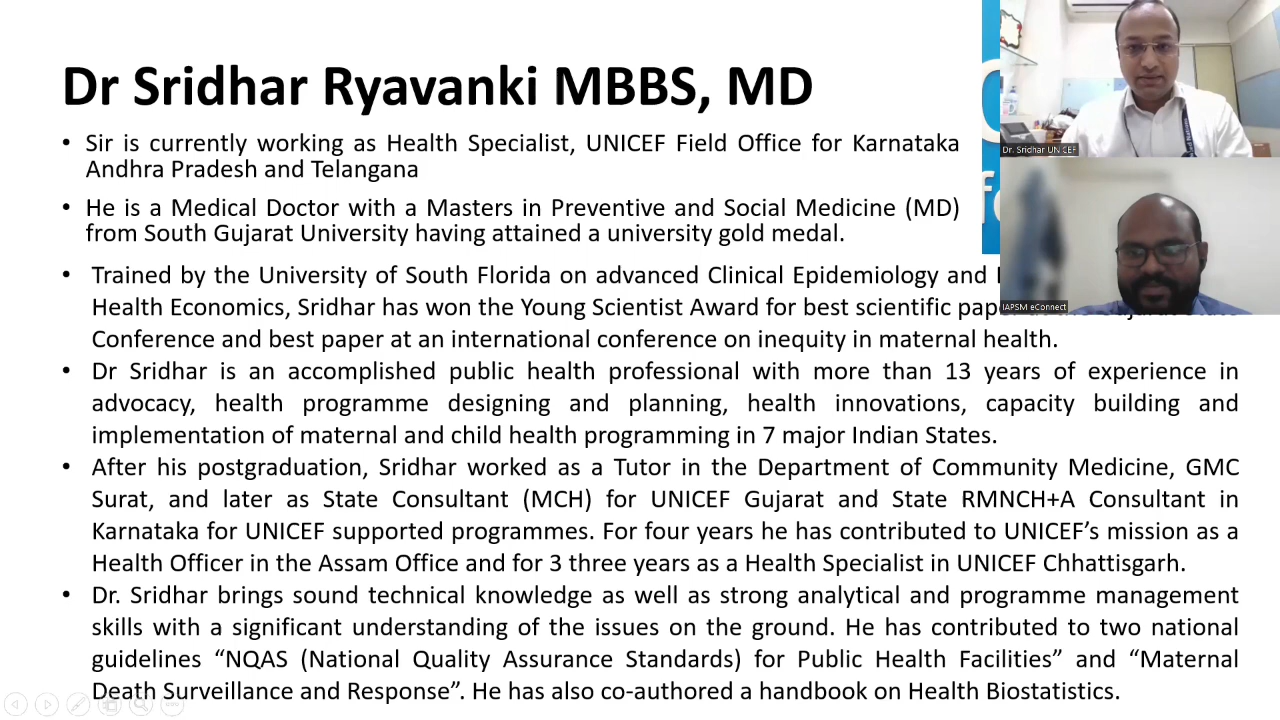 Dr Sridhar Ryavanki MBBS, MD
• Sir is currently working as Health Specialist, UNICEF Field Office for Karnataka
Andhra Pradesh and Telangana
• He is a Medical Doctor with a Masters in Preventive and Social Medicine (MD)
from South Gujarat University having attained a university gold medal.
• Trained by the University of South Florida on advanced Clinical Epidemiology and
Health Economics, Sridhar has won the Young Scientist Award for best scientific
Conference and best paper at an international conference on inequity in maternal health.
• Dr Sridhar is an accomplished public health professional with more than 13 years of experience in
advocacy, health programme designing and planning, health innovations, capacity building and
implementation of maternal and child health programming in 7 major Indian States.
• After his postgraduation, Sridhar worked as a Tutor in the Department of Community Medicine, GMC
Surat, and later as State Consultant (MCH) for UNICEF Gujarat and State RMNCH+A Consultant in
Karnataka for UNICEF supported programmes. For four years he has contributed to UNICEF’s mission as a
Health Officer in the Assam Office and for 3 three years as a Health Specialist in UNICEF Chhattisgarh.
• Dr. Sridhar brings sound technical knowledge as well as strong analytical and programme management
skills with a significant understanding of the issues on the ground. He has contributed to two national
guidelines “NQAS (National Quality Assurance Standards) for Public Health Facilities” and “Maternal
Death Surveillance and Response”. He has also co-authored a handbook on Health Biostatistics.
Dr. Sridhar UNICEF
IAPSM eConnect